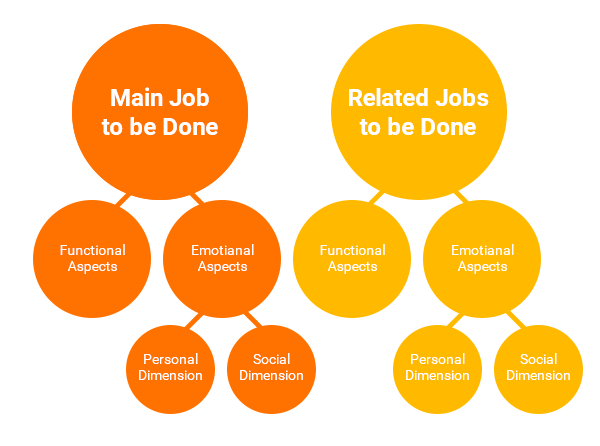 Main Job
to be Done
Related Jobs
to be Done
Functional
Aspects
Emotianal
Aspects
Functional
Aspects
Emotianal
Aspects
Personal
Dimension
Social
Dimension
Personal
Dimension
Social
Dimension